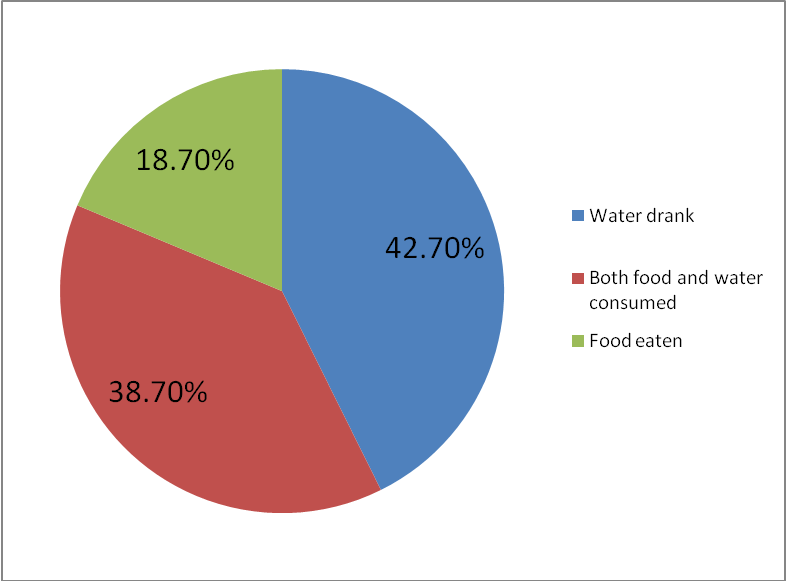 18.70%
42.70%
38.70%
Water drank
Both food and water
consumed
Food eaten